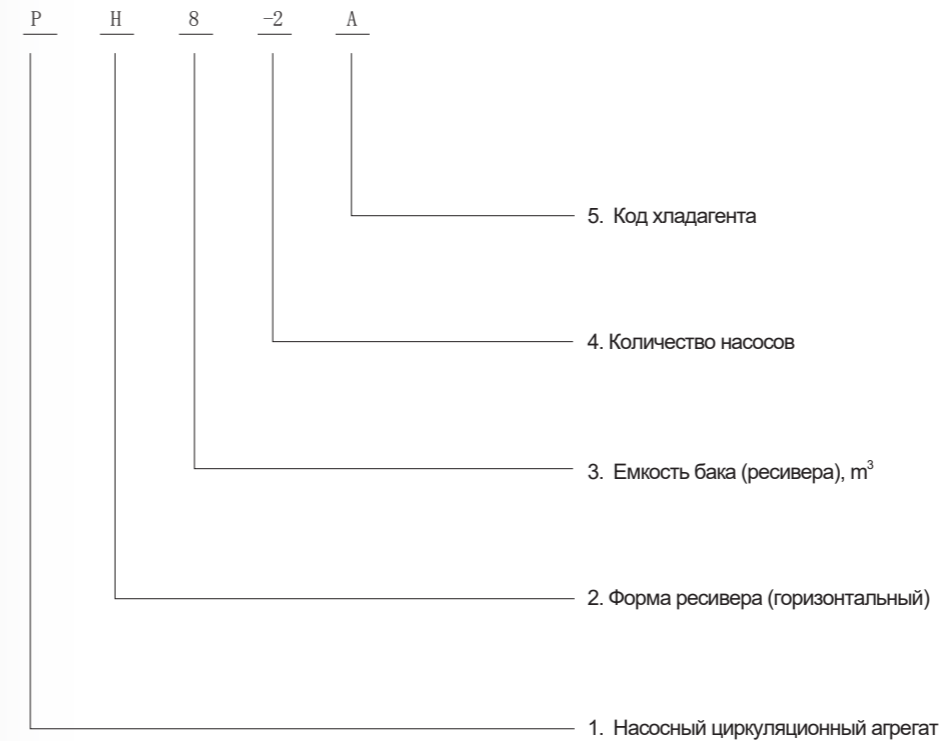 P H 8 -2 A
5. Код хладагента
4. Количество насосов
3. Емкость бака (ресивера), m³
2. Форма ресивера (горизонтальный)
1. Насосный циркуляционный агрегат